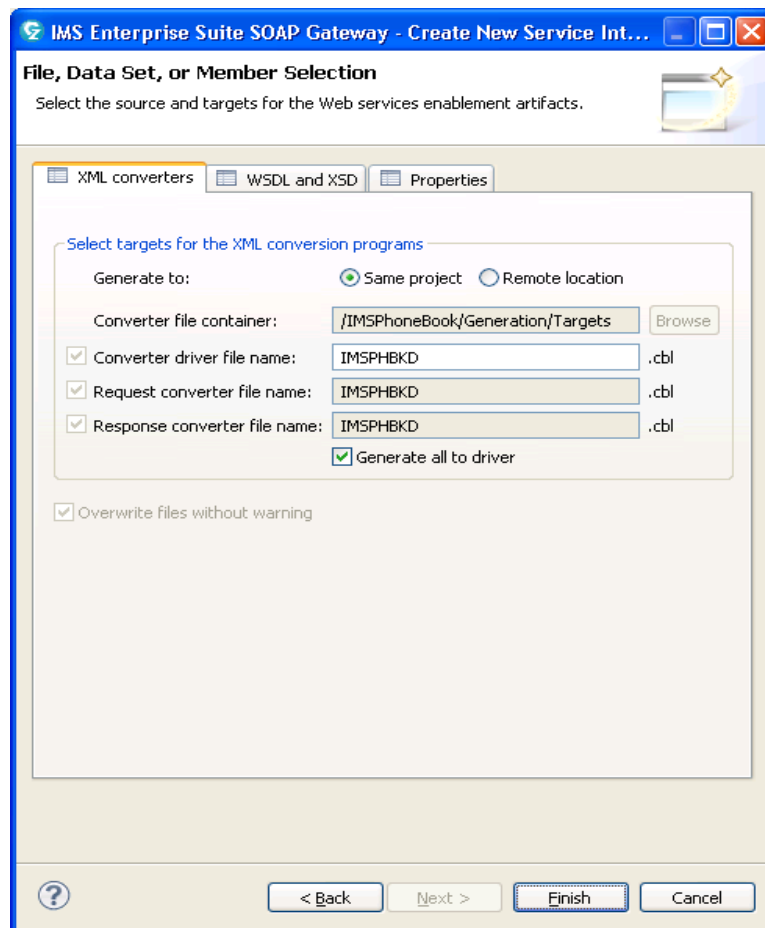 IMS Enterprise Suite SOAP Gateway - Create New Service Int...
File, Data Set, or Member Selection
Select the source and targets for the Web services enablement artifacts.
XML converters WSDL and XSD Properties
Select targets for the XML conversion programs
Generate to: Same project Remote location
Converter file container: /IMSPhoneBook/Generation/Targets Browse
Converter driver file name: IMSPHBKD .cbl
Request converter file name: IMSPHBKD .cbl
Response converter file name: IMSPHBKD .cbl
Generate all to driver
Overwrite files without warning
? < Back Next > Finish Cancel